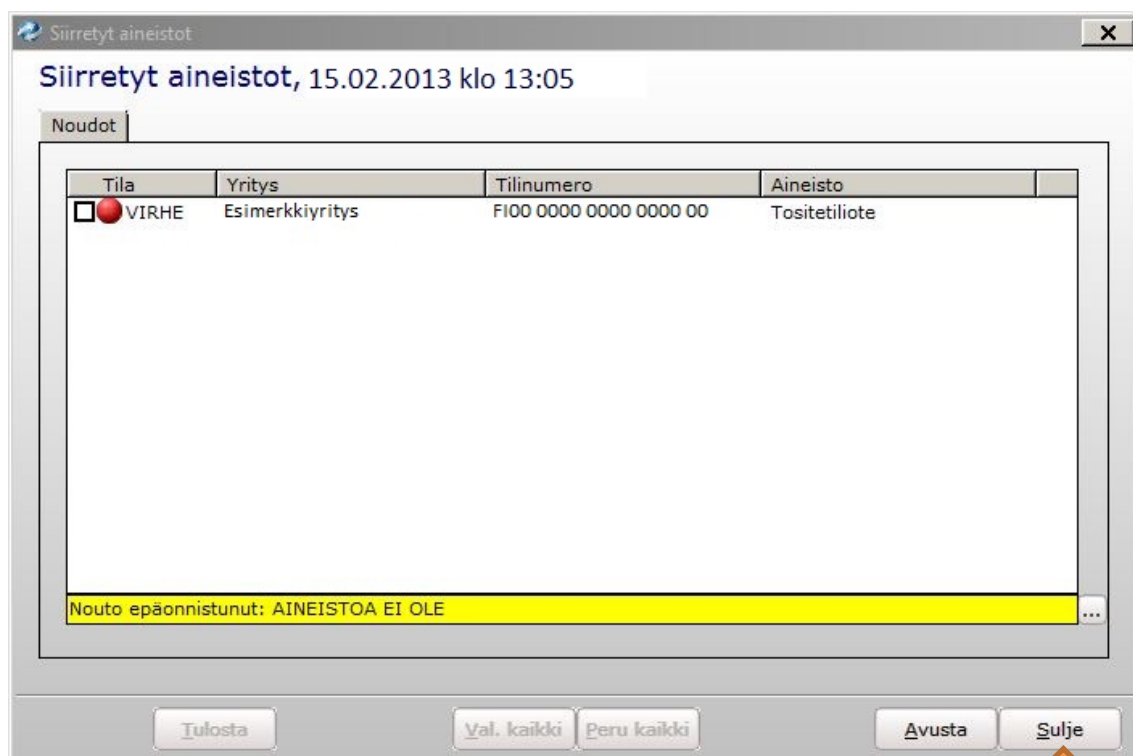 Siirretyt aineistot
Siirretyt aineistot, 15.02.2013 klo 13:05
Noudot
Tila Yritys Tilinumero Aineisto
VIRHE Esimerkkiyritys FI00 0000 0000 0000 00 Tositetiliote
Nouto epäonnistunut: AINEISTOA EI OLE ...
Tulosta Val. kaikki Peru kaikki Avusta Sulje